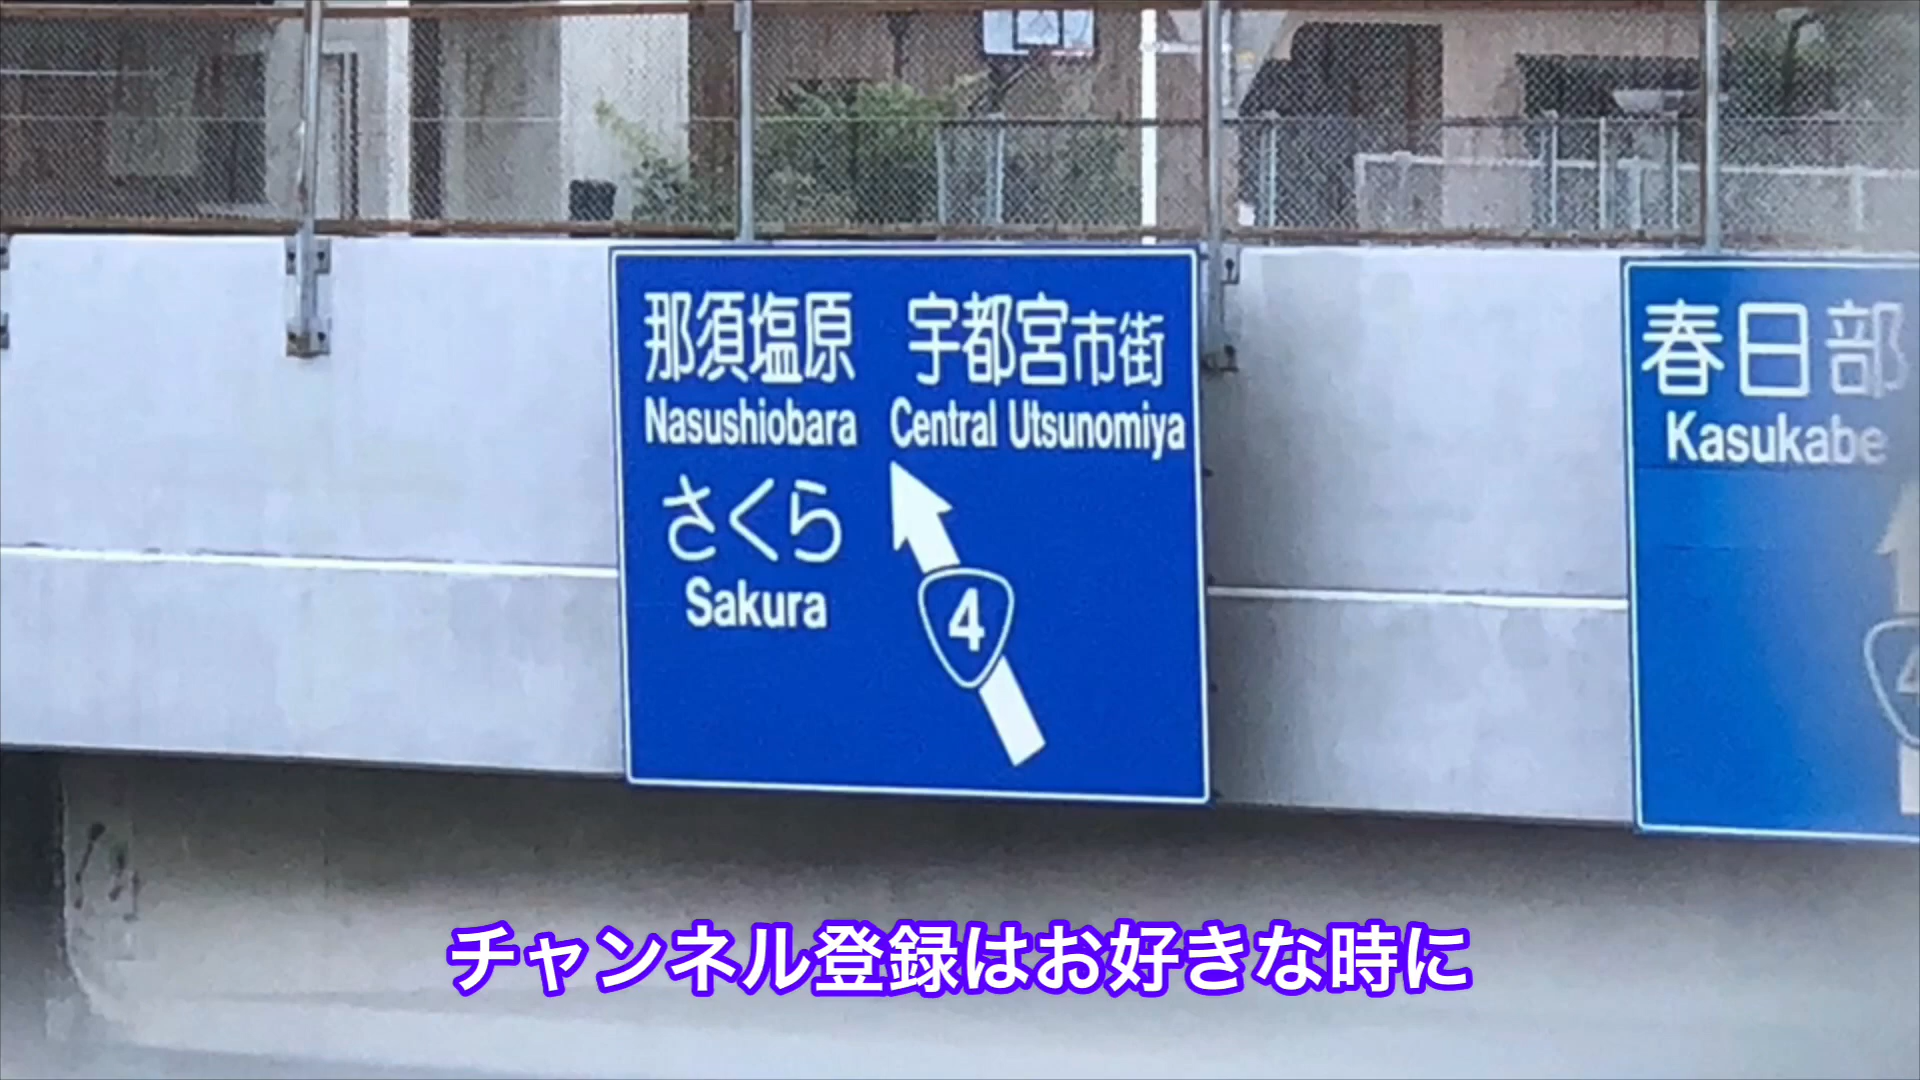 那須塩原 宇都宮市街
Nasushiobara Central Utsunomiya
さくら
Sakura
4
春日部
Kasukabe
4
チャンネル登録はお好きな時に